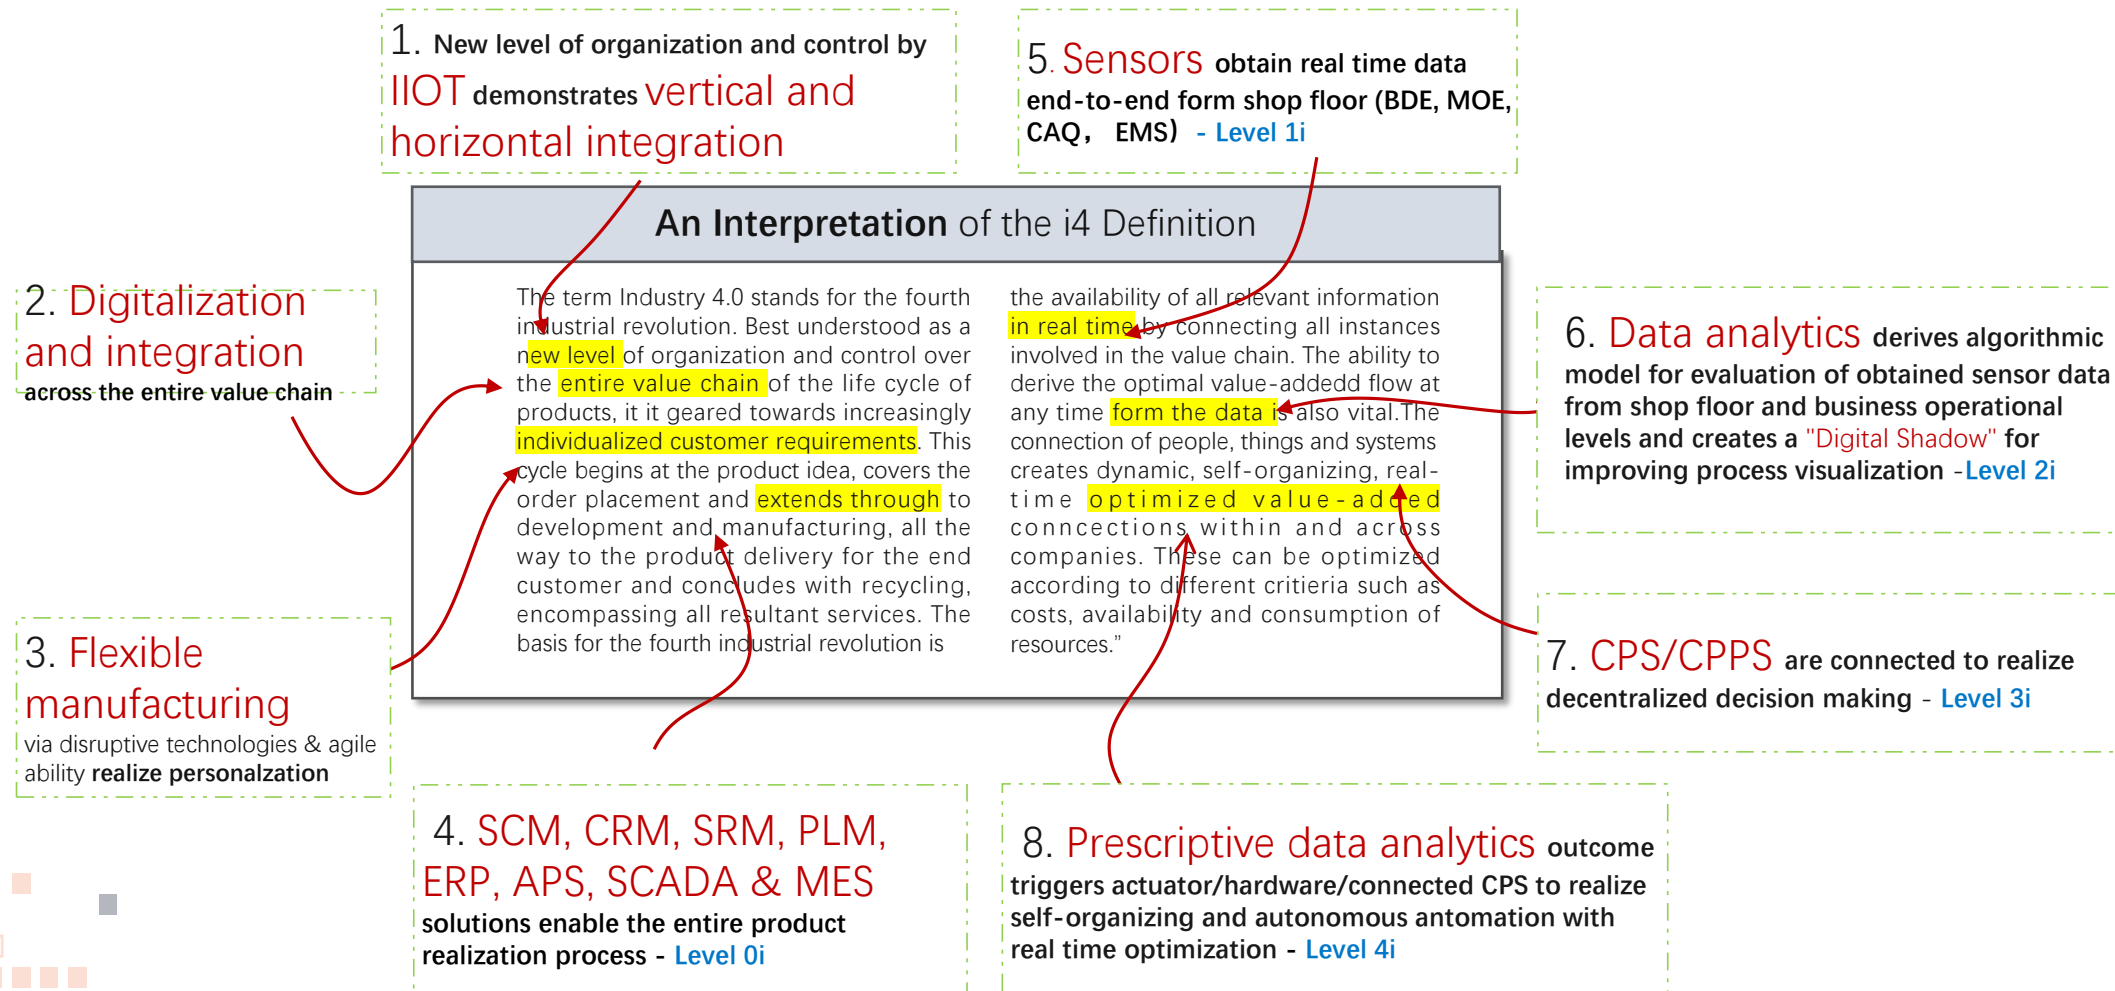 1. New level of organization and control by
IIOT demonstrates vertical and
horizontal integration
5. Sensors obtain real time data
end-to-end form shop floor (BDE, MOE,
CAQ， EMS） - Level 1i
An Interpretation of the i4 Definition
2. Digitalization
and integration
across the entire value chain
The term Industry 4.0 stands for the fourth
industrial revolution. Best understood as a
new level of organization and control over
the entire value chain of the life cycle of
products, it it geared towards increasingly
individualized customer requirements. This
cycle begins at the product idea, covers the
order placement and extends through to
development and manufacturing, all the
way to the product delivery for the end
customer and concludes with recycling,
encompassing all resultant services. The
basis for the fourth industrial revolution is
the availability of all relevant information
in real time by connecting all instances
involved in the value chain. The ability to
derive the optimal value-addedd flow at
any time form the data is also vital.The
connection of people, things and systems
creates dynamic, self-organizing, real-
time optimized value-added
conncections within and across
companies. These can be optimized
according to different critieria such as
costs, availability and consumption of
resources.”
6. Data analytics derives algorithmic
model for evaluation of obtained sensor data
from shop floor and business operational
levels and creates a "Digital Shadow" for
improving process visualization -Level 2i
3. Flexible
manufacturing
via disruptive technologies & agile
ability realize personalzation
7. CPS/CPPS are connected to realize
decentralized decision making - Level 3i
4. SCM, CRM, SRM, PLM,
ERP, APS, SCADA & MES
solutions enable the entire product
realization process - Level 0i
8. Prescriptive data analytics outcome
triggers actuator/hardware/connected CPS to realize
self-organizing and autonomous antomation with
real time optimization - Level 4i